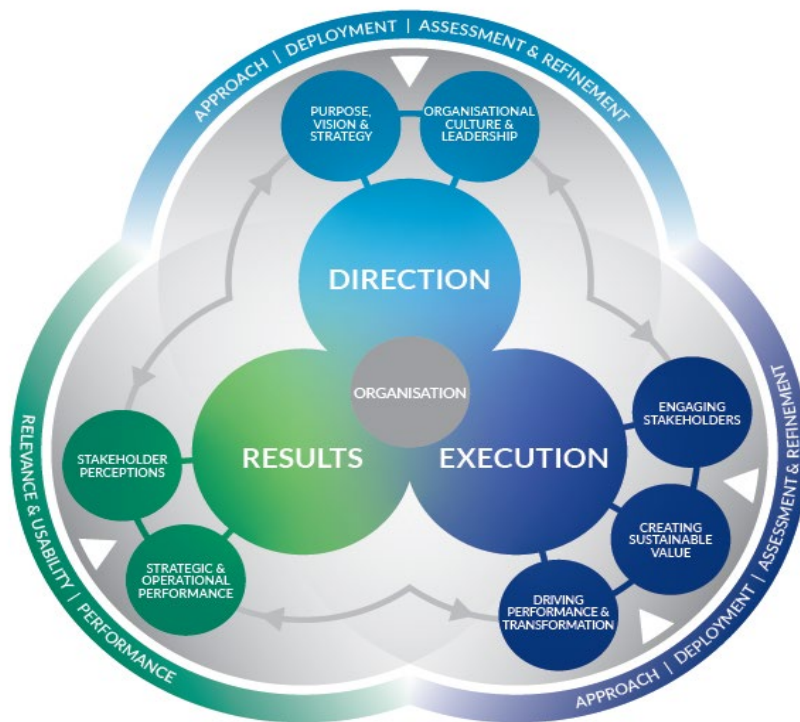 APPROACH | DEPLOYMENT | ASSESSMENT & REFINEMENT
PURPOSE,
VISION &
STRATEGY
ORGANISATIONAL
CULTURE &
LEADERSHIP
DIRECTION
ORGANISATION
RESULTS
EXECUTION
ENGAGING
STAKEHOLDERS
CREATING
SUSTAINABLE
VALUE
DRIVING
PERFORMANCE &
TRANSFORMATION
APPROACH | DEPLOYMENT | ASSESSMENT & REFINEMENT
STAKEHOLDER
PERCEPTIONS
STRATEGIC &
OPERATIONAL
PERFORMANCE
RELEVANCE & USABILITY | PERFORMANCE